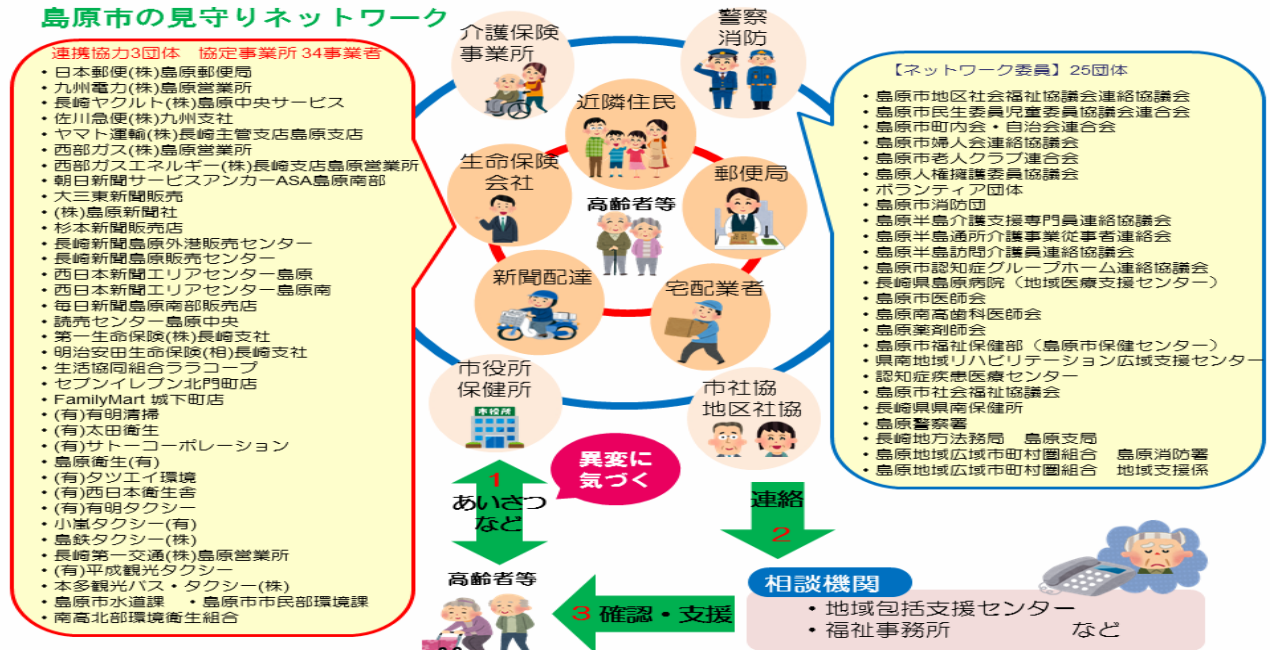 島原市の見守りネットワーク
連携協力3団体　協定事業所 34事業者
・日本郵便(株)島原郵便局
・九州電力(株)島原営業所
・長崎ヤクルト(株)島原中央サービス
・佐川急便(株)九州支社
・ヤマト運輸(株)長崎主管支店島原支店
・西部ガス(株)島原営業所
・西部ガスエネルギー(株)長崎支店島原営業所
・朝日新聞サービスアンカーASA島原南部
・大三東新聞販売
・(株)島原新聞社
・杉本新聞販売店
・長崎新聞島原外港販売センター
・長崎新聞島原販売センター
・西日本新聞エリアセンター島原
・西日本新聞エリアセンター島原南
・毎日新聞島原南部販売店
・読売センター島原中央
・第一生命保険(株)長崎支社
・明治安田生命保険(相)長崎支社
・生活協同組合ララコープ
・セブンイレブン北門町店
・FamilyMart 城下町店
・(有)有明清掃
・(有)太田衛生
・(有)サトーコーポレーション
・島原衛生(有)
・(有)タツエイ環境
・(有)西日本衛生舎
・(有)有明タクシー
・小嵐タクシー(有)
・島鉄タクシー(株)
・長崎第一交通(株)島原営業所
・(有)平成観光タクシー
・本多観光バス・タクシー(株)
・島原市水道課　・島原市市民部環境課
・南高北部環境衛生組合
介護保険
事業所
警察
消防
近隣住民
生命保険
会社
郵便局
高齢者等
新聞配達
宅配業者
市役所
保健所
市役所
市社協
地区社協
異変に
気づく
1
あいさつ
など
高齢者等
連絡
2
相談機関
・地域包括支援センター
・福祉事務所　など
3 確認・支援
【ネットワーク委員】25団体
・島原市地区社会福祉協議会連絡協議会
・島原市民生委員児童委員協議会連合会
・島原市町内会・自治会連合会
・島原市婦人会連絡協議会
・島原市老人クラブ連合会
・島原人権擁護委員協議会
・ボランティア団体
・島原市消防団
・島原半島介護支援専門員連絡協議会
・島原半島通所介護事業従事者連絡会
・島原半島訪問介護員連絡協議会
・島原市認知症グループホーム連絡協議会
・長崎県島原病院（地域医療支援センター）
・島原市医師会
・島原南高歯科医師会
・島原薬剤師会
・島原市福祉保健部（島原市保健センター）
・県南地域リハビリテーション広域支援センター
・認知症疾患医療センター
・島原市社会福祉協議会
・長崎県県南保健所
・島原警察署
・長崎地方法務局　島原支局
・島原地域広域市町村圏組合　島原消防署
・島原地域広域市町村圏組合　地域支援係